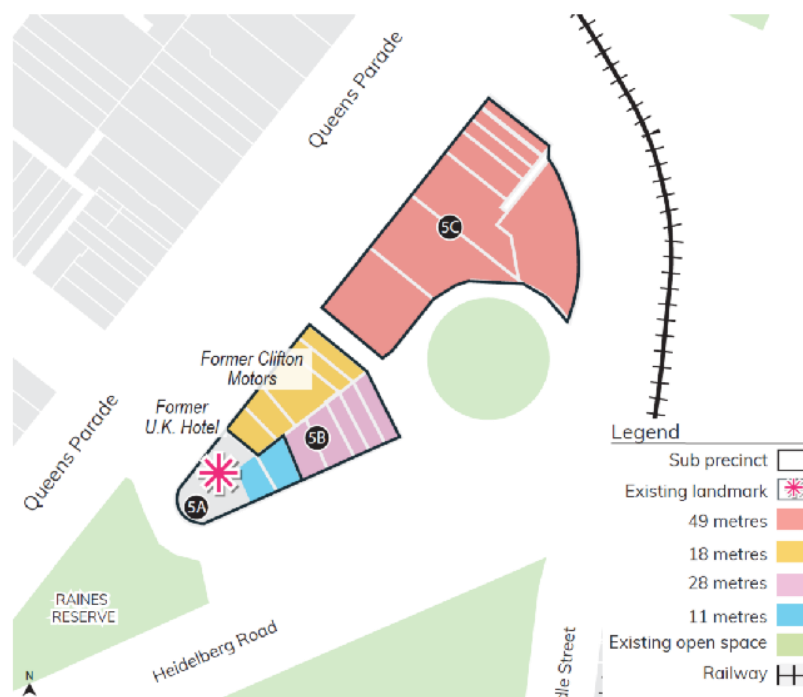 Queens Parade
5C
Former Clifton
Motors
Former
U.K. Hotel
5B
Queens Parade
5A
RAINES
RESERVE
Heidelberg Road
dle Street
N
Legend
Sub precinct
Existing landmark
49 metres
18 metres
28 metres
11 metres
Existing open space
Railway